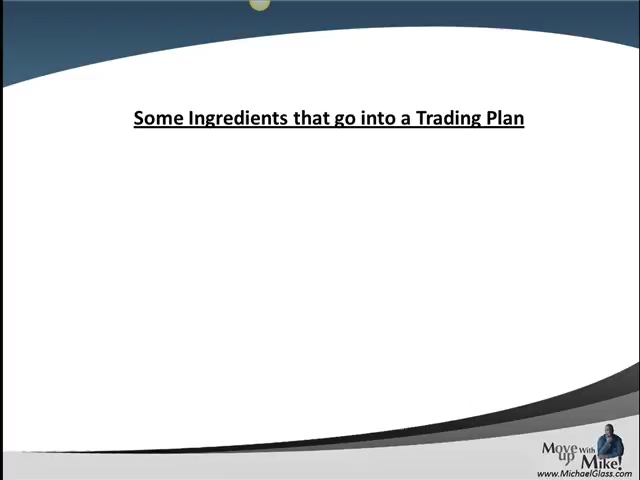 Some Ingredients that go into a Trading Plan
Move up With Mike!
www.MichaelGlass.com